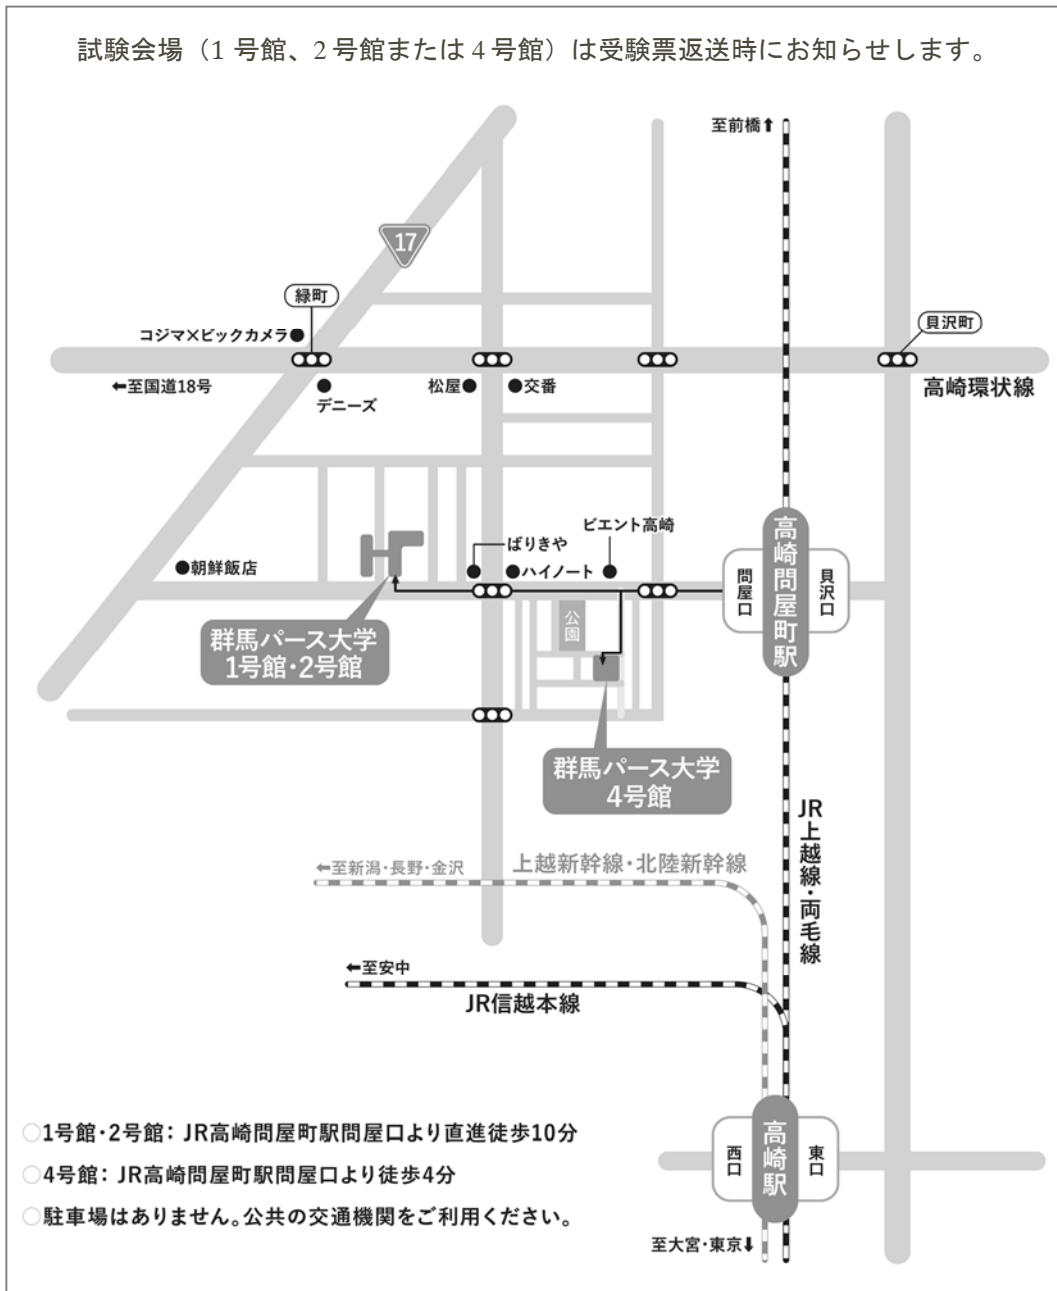 試験会場（1 号館、2 号館または 4 号館）は受験票返送時にお知らせします。
至前橋⬆
17
緑町
コジマ×ビックカメラ
貝沢町
⬅至国道18号
デニーズ
松屋
交番
高崎環状線
ビエント高崎
ばりきや
ハイノート
朝鮮飯店
高崎問屋町駅
問屋口
貝沢口
公園
群馬パース大学
1号館・2号館
群馬パース大学
4号館
JR上越線・両毛線
⬅至新潟・長野・金沢
上越新幹線・北陸新幹線
⬅至安中
JR信越本線
○1号館・2号館： JR高崎問屋町駅問屋口より直進徒歩10分
○4号館： JR高崎問屋町駅問屋口より徒歩4分
○駐車場はありません。公共の交通機関をご利用ください。
西口
高崎駅
東口
至大宮・東京⬇